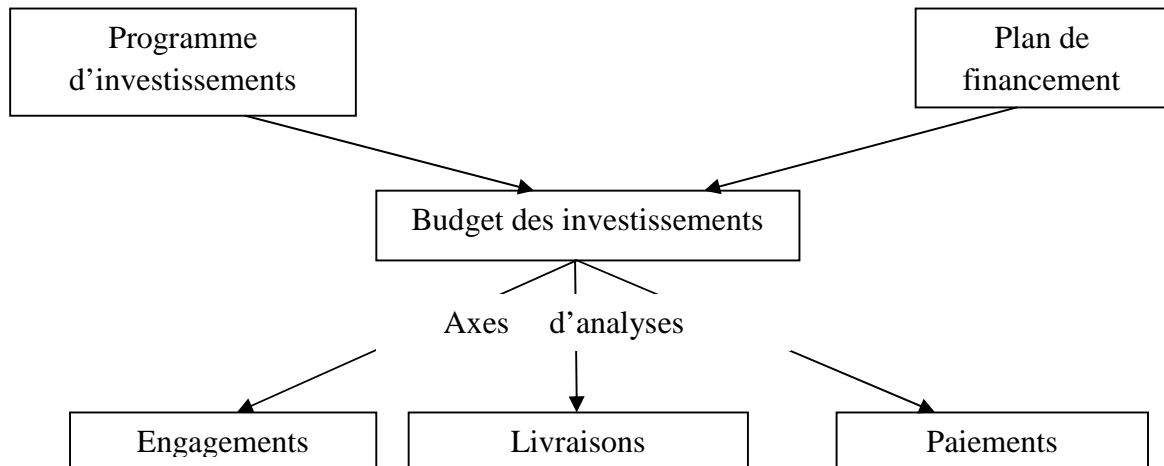 Programme
d’investissements
Plan de
financement
Budget des investissements
Axes d’analyses
Engagements
Livraisons
Paiements